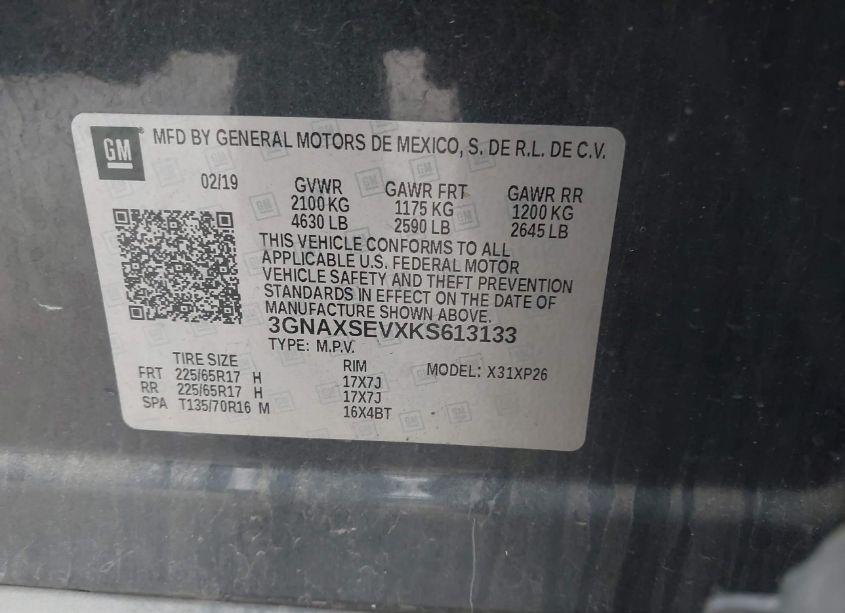 GM
MFD BY GENERAL MOTORS DE MEXICO, S. DE R.L. DE C.V.
02/19 GVWR GAWR FRT GAWR RR
2100 KG 1175 KG 1200 KG
4630 LB 2590 LB 2645 LB
THIS VEHICLE CONFORMS TO ALL
APPLICABLE U.S. FEDERAL MOTOR
VEHICLE SAFETY AND THEFT PREVENTION
STANDARDS IN EFFECT ON THE DATE OF
MANUFACTURE SHOWN ABOVE.
3GNAXSEVXKS613133
TYPE: M.P.V.
TIRE SIZE RIM MODEL: X31XP26
FRT 225/65R17 H 17X7J
RR 225/65R17 H 17X7J
SPA T135/70R16 M 16X4BT